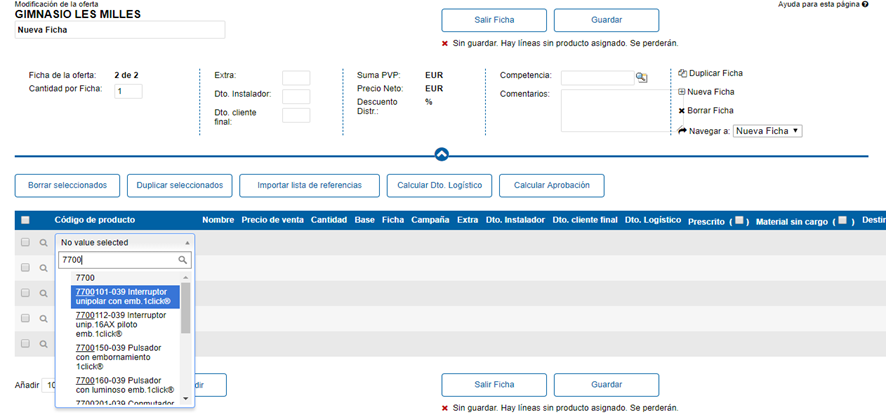 Modificación de la oferta
Ayuda para esta página
GIMNASIO LES MILLES
Nueva Ficha
Salir Ficha
Guardar
Sin guardar. Hay líneas sin producto asignado. Se perderán.
Ficha de la oferta: 2 de 2
Cantidad por Ficha: 1
Extra:
Dto. Instalador:
Dto. cliente
final:
Suma PVP: EUR
Precio Neto: EUR
Descuento %
Distr.:
Competencia:
Comentarios:
Duplicar Ficha
Nueva Ficha
Borrar Ficha
Navegar a: Nueva Ficha
Borrar seleccionados
Duplicar seleccionados
Importar lista de referencias
Calcular Dto. Logístico
Calcular Aprobación
Código de producto Nombre Precio de venta Cantidad Base Ficha Campaña Extra Dto. Instalador Dto. cliente final Dto. Logístico Prescrito ( ) Material sin cargo ( ) Destin
No value selected
7700
7700
7700101-039 Interruptor
unipolar con emb.1click®
7700112-039 Interruptor
unip.16AX piloto
emb.1click®
7700150-039 Pulsador
con embornamiento
1click®
7700160-039 Pulsador
con luminoso emb.1click®
7700201-039 Conmutador
Añadir 10
dir
Salir Ficha
Guardar
Sin guardar. Hay líneas sin producto asignado. Se perderán.